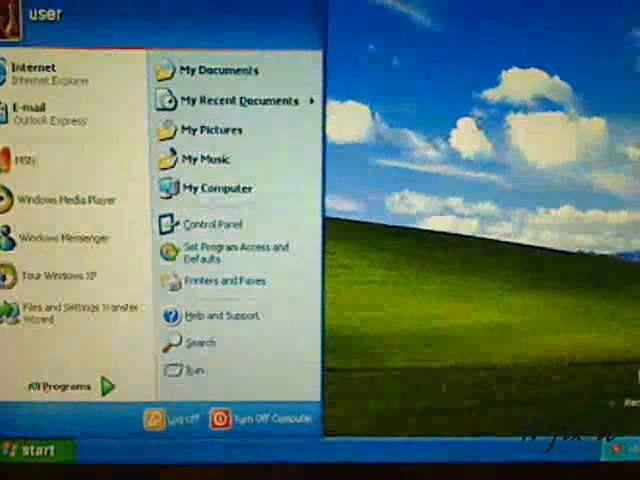 user
Internet
Internet Explorer
E-mail
Outlook Express
MSN
Windows Media Player
Windows Messenger
Tour Windows XP
Files and Settings Transfer
Wizard
All Programs
My Documents
My Recent Documents
My Pictures
My Music
My Computer
Control Panel
Set Program Access and
Defaults
Printers and Faxes
Help and Support
Search
Run
Log Off
Turn Off Computer
start